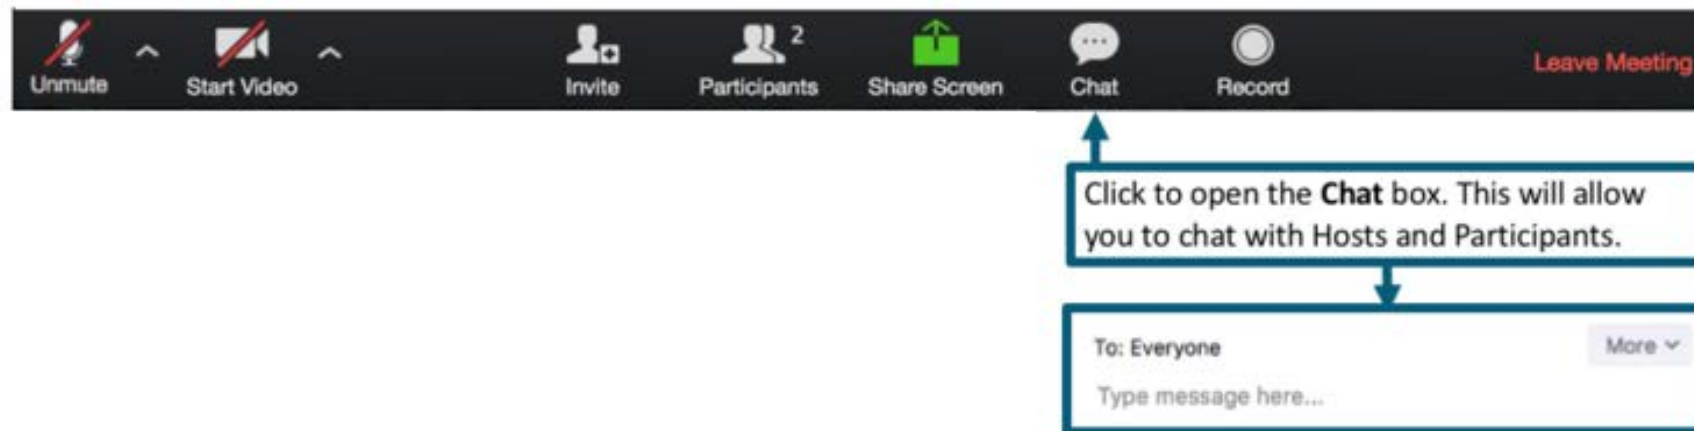 2
Unmute Start Video Invite Participants Share Screen Chat Record Leave Meeting
Click to open the Chat box. This will allow
you to chat with Hosts and Participants.
To: Everyone More
Type message here...